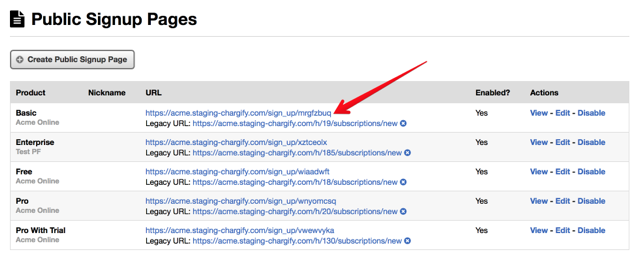 Public Signup Pages
Create Public Signup Page
Product Nickname URL Enabled? Actions
Basic https://acme.staging-chargify.com/sign_up/mrgfzbuq Yes View - Edit - Disable
Acme Online Legacy URL: https://acme.staging-chargify.com/h/19/subscriptions/new
Enterprise https://acme.staging-chargify.com/sign_up/xztceolx Yes View - Edit - Disable
Test PF Legacy URL: https://acme.staging-chargify.com/h/185/subscriptions/new
Free https://acme.staging-chargify.com/sign_up/wiaadwft Yes View - Edit - Disable
Acme Online Legacy URL: https://acme.staging-chargify.com/h/18/subscriptions/new
Pro https://acme.staging-chargify.com/sign_up/wnyomcsq Yes View - Edit - Disable
Acme Online Legacy URL: https://acme.staging-chargify.com/h/20/subscriptions/new
Pro With Trial https://acme.staging-chargify.com/sign_up/vwewvyka Yes View - Edit - Disable
Acme Online Legacy URL: https://acme.staging-chargify.com/h/130/subscriptions/new